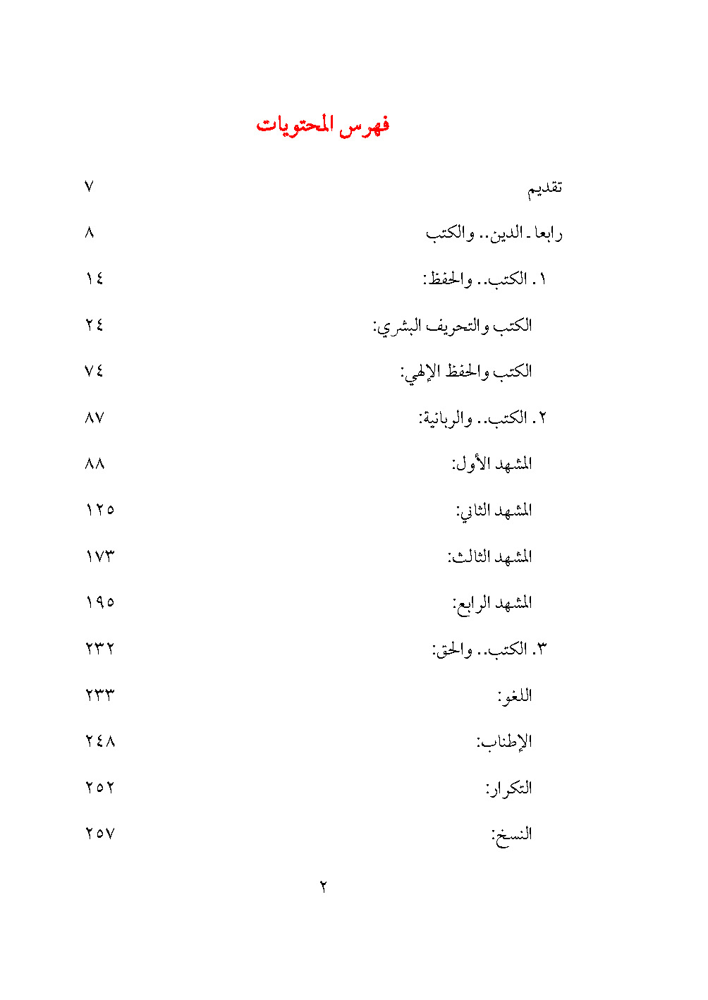 فهرس المحتويات
تقديم ٧
رابعا ـ الدين.. والكتب ٨
١. الكتب.. والحفظ: ١٤
الكتب والتحريف البشري: ٢٤
الكتب والحفظ الإلهي: ٧٤
٢. الكتب.. والربانية: ٨٧
المشهد الأول: ٨٨
المشهد الثاني: ١٢٥
المشهد الثالث: ١٧٣
المشهد الرابع: ١٩٥
٣. الكتب.. والحق: ٢٣٢
اللغو: ٢٣٣
الإطناب: ٢٤٨
التكرار: ٢٥٢
النسخ: ٢٥٧
٢